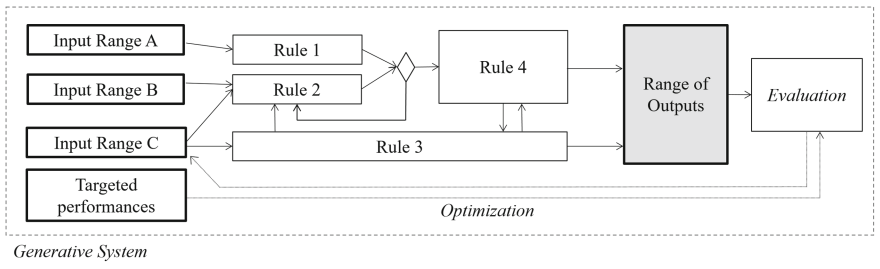 Input Range A
Rule 1
Input Range B
Rule 2
Rule 4
Range of
Outputs
Evaluation
Input Range C
Rule 3
Targeted
performances
Optimization
Generative System